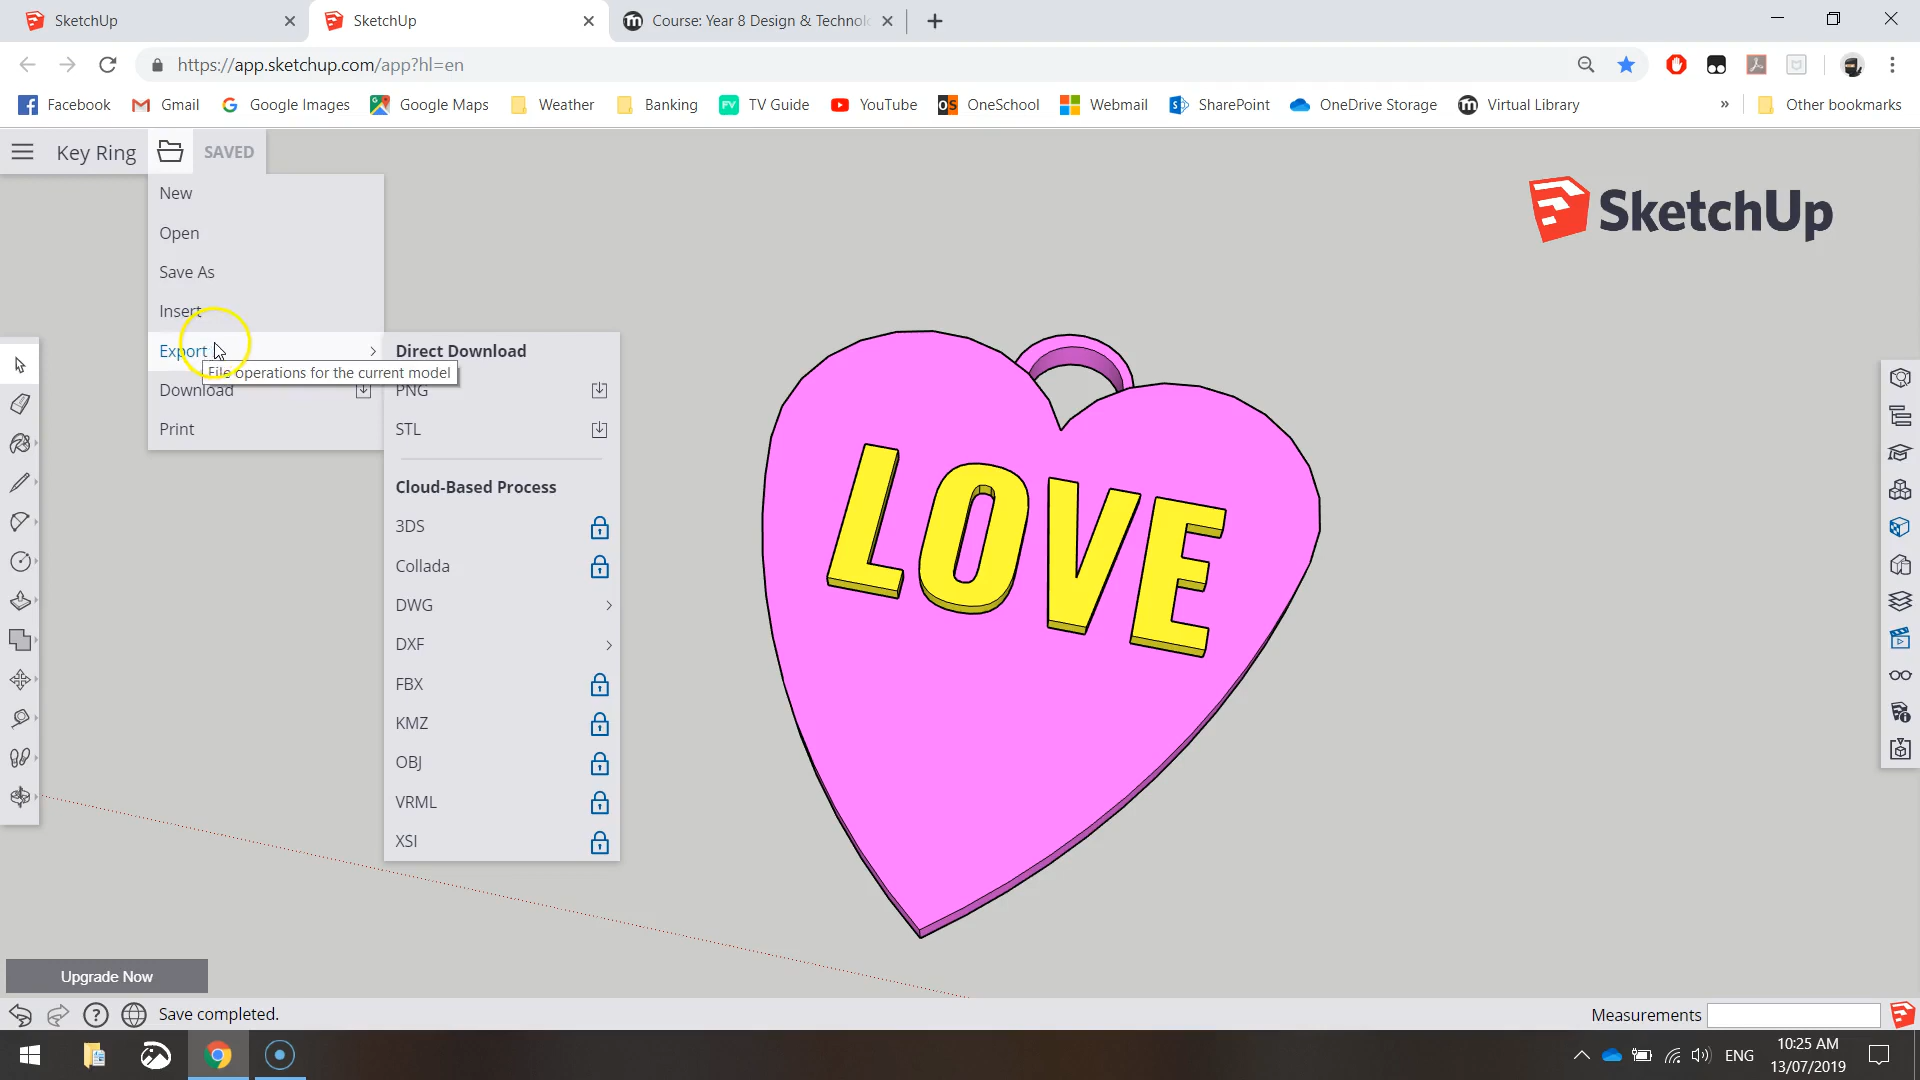 SketchUp
SketchUp
Course: Year 8 Design & Technol
https://app.sketchup.com/app?hl=en
Facebook
Gmail
Google Images
Google Maps
Weather
Banking
TV Guide
YouTube
OneSchool
Webmail
SharePoint
OneDrive Storage
Virtual Library
»
Other bookmarks
Key Ring
SAVED
New
Open
Save As
Insert
Export
File operations for the current model
Download
Print
Direct Download
PNG
STL
Cloud-Based Process
3DS
Collada
DWG
DXF
FBX
KMZ
OBJ
VRML
XSI
SketchUp
LOVE
Upgrade Now
Save completed.
Measurements
ENG
10:25 AM
13/07/2019